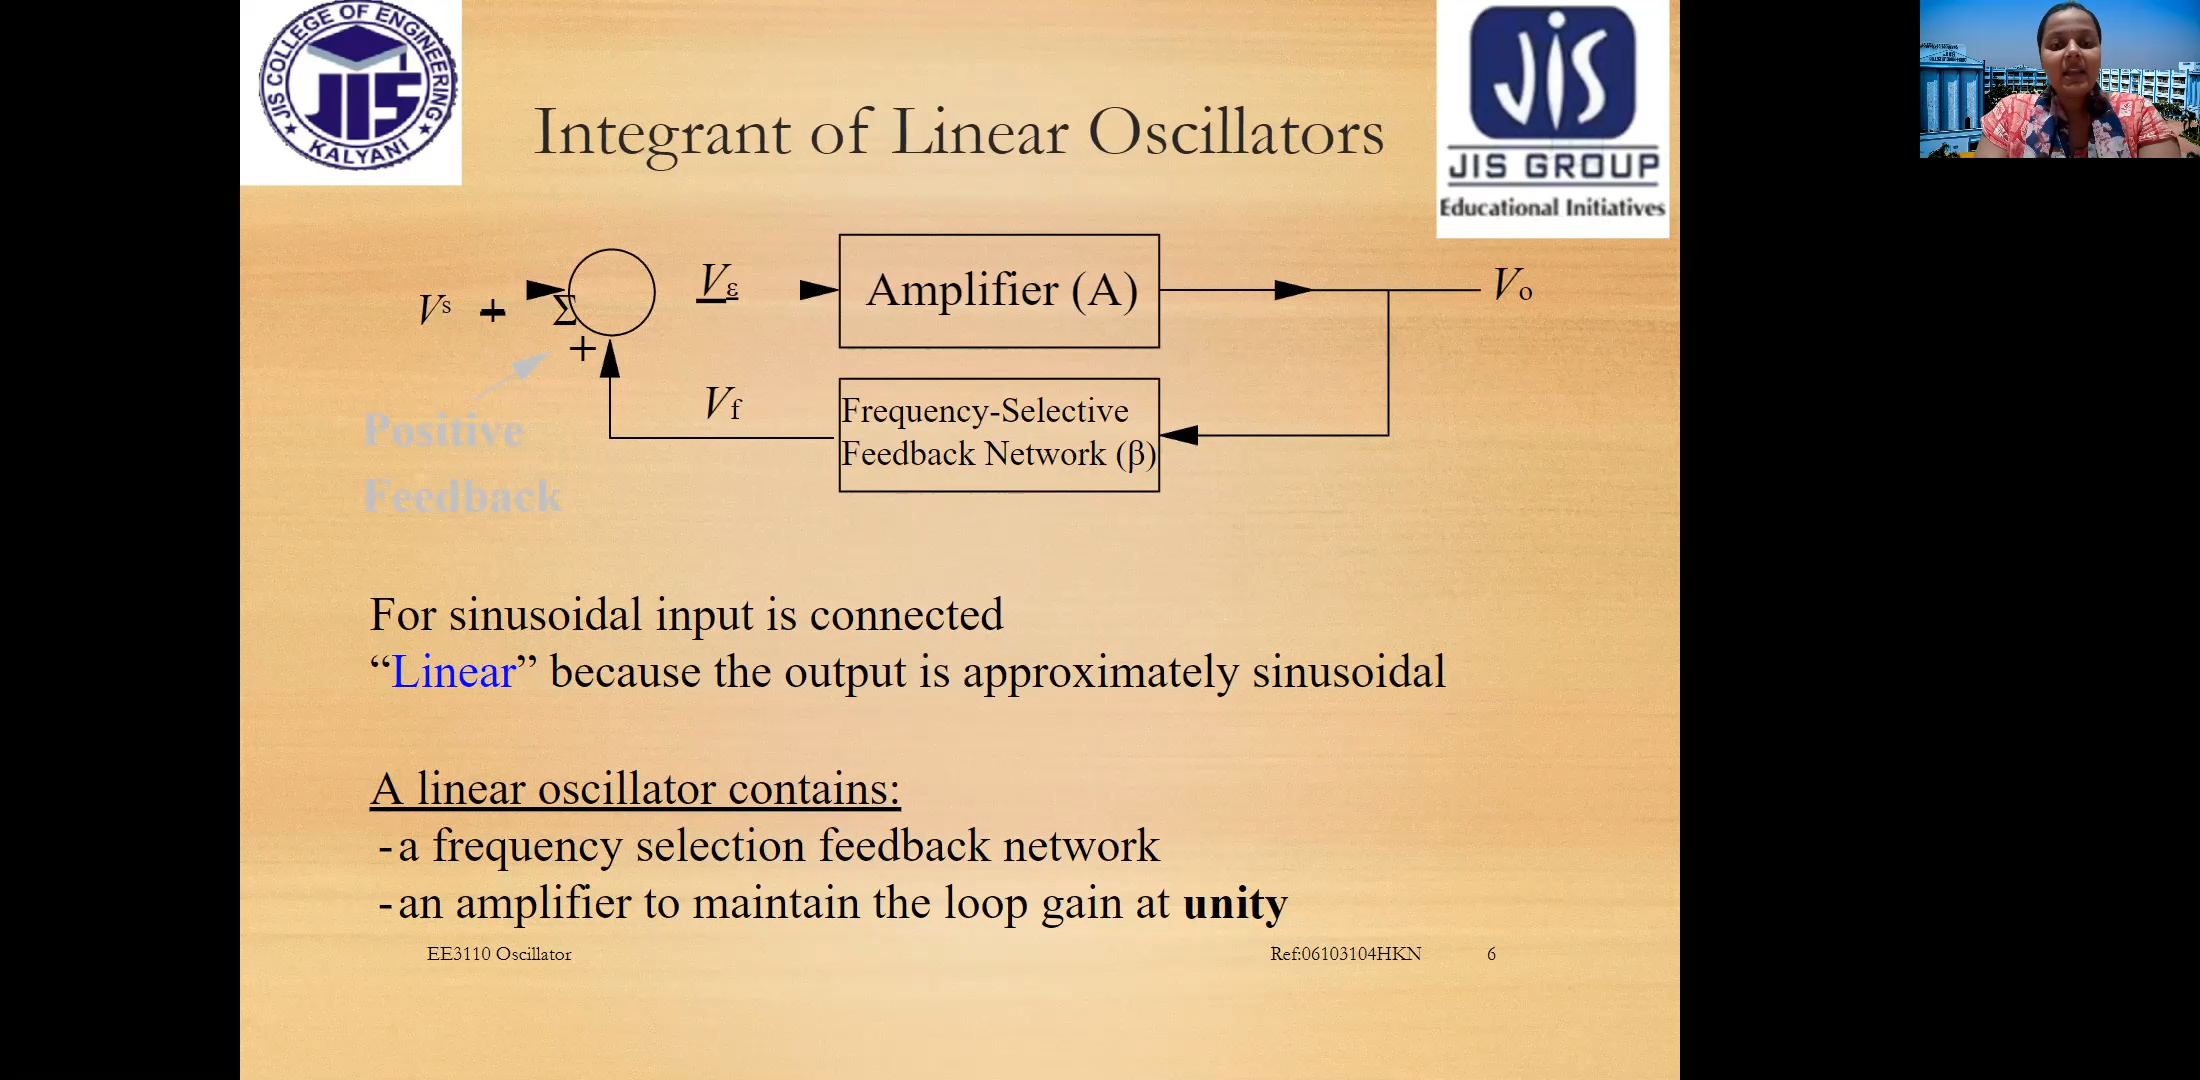 JIS COLLEGE OF ENGINEERING
JIS
KALYANI
Integrant of Linear Oscillators
JIS
JIS GROUP
Educational Initiatives
Vs + Σ
+
Vε
Amplifier (A)
Vo
Positive
Feedback
Vf
Frequency-Selective
Feedback Network (β)
For sinusoidal input is connected
“Linear” because the output is approximately sinusoidal
A linear oscillator contains:
- a frequency selection feedback network
- an amplifier to maintain the loop gain at unity
EE3110 Oscillator
Ref:06103104HKN
6